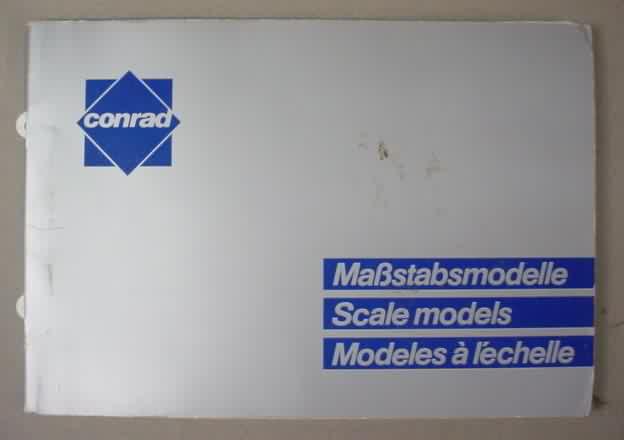 conrad
Maßstabsmodelle
Scale models
Modeles à l'echelle